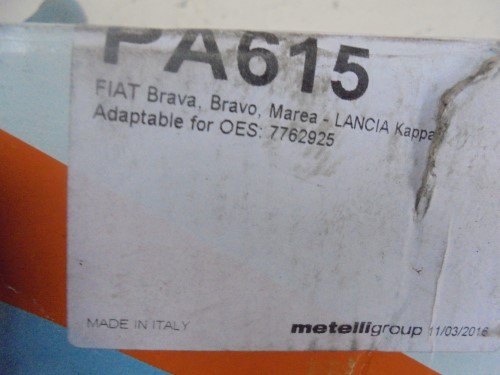 PA615
FIAT Brava, Bravo, Marea - LANCIA Kappa
Adaptable for OES: 7762925
MADE IN ITALY
metelligroup 11/03/2016